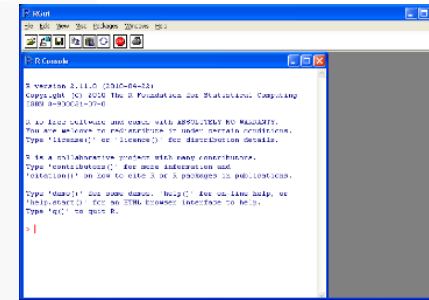 RGui
File Edit View Misc Packages Windows Help
R Console
R version 2.11.0 (2010-04-22)
Copyright (C) 2010 The R Foundation for Statistical Computing
ISBN 3-900051-07-0
R is free software and comes with ABSOLUTELY NO WARRANTY.
You are welcome to redistribute it under certain conditions.
Type 'license()' or 'licence()' for distribution details.
R is a collaborative project with many contributors.
Type 'contributors()' for more information and
'citation()' on how to cite R or R packages in publications.
Type 'demo()' for some demos, 'help()' for on-line help, or
'help.start()' for an HTML browser interface to help.
Type 'q()' to quit R.
>